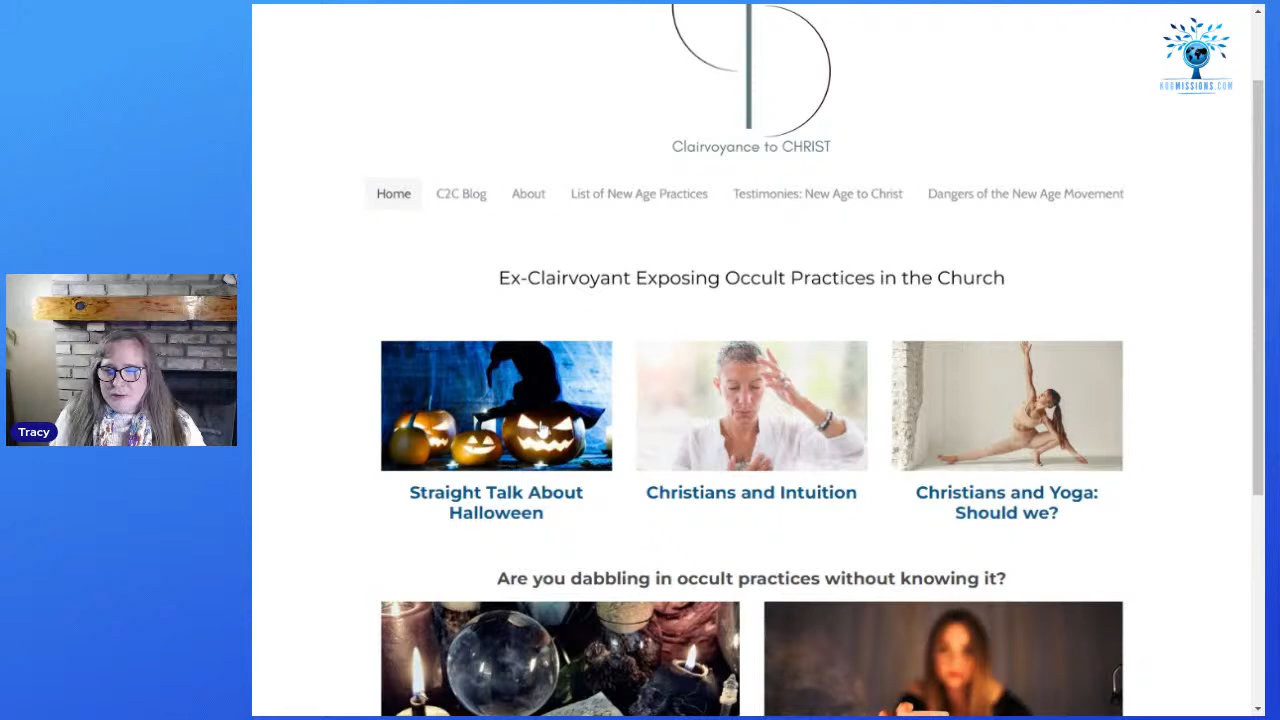 KOGMISSIONS.COM
Clairvoyance to CHRIST
Home C2C Blog About List of New Age Practices Testimonies: New Age to Christ Dangers of the New Age Movement
Ex-Clairvoyant Exposing Occult Practices in the Church
Straight Talk About
Halloween
Christians and Intuition
Christians and Yoga:
Should we?
Tracy
Are you dabbling in occult practices without knowing it?